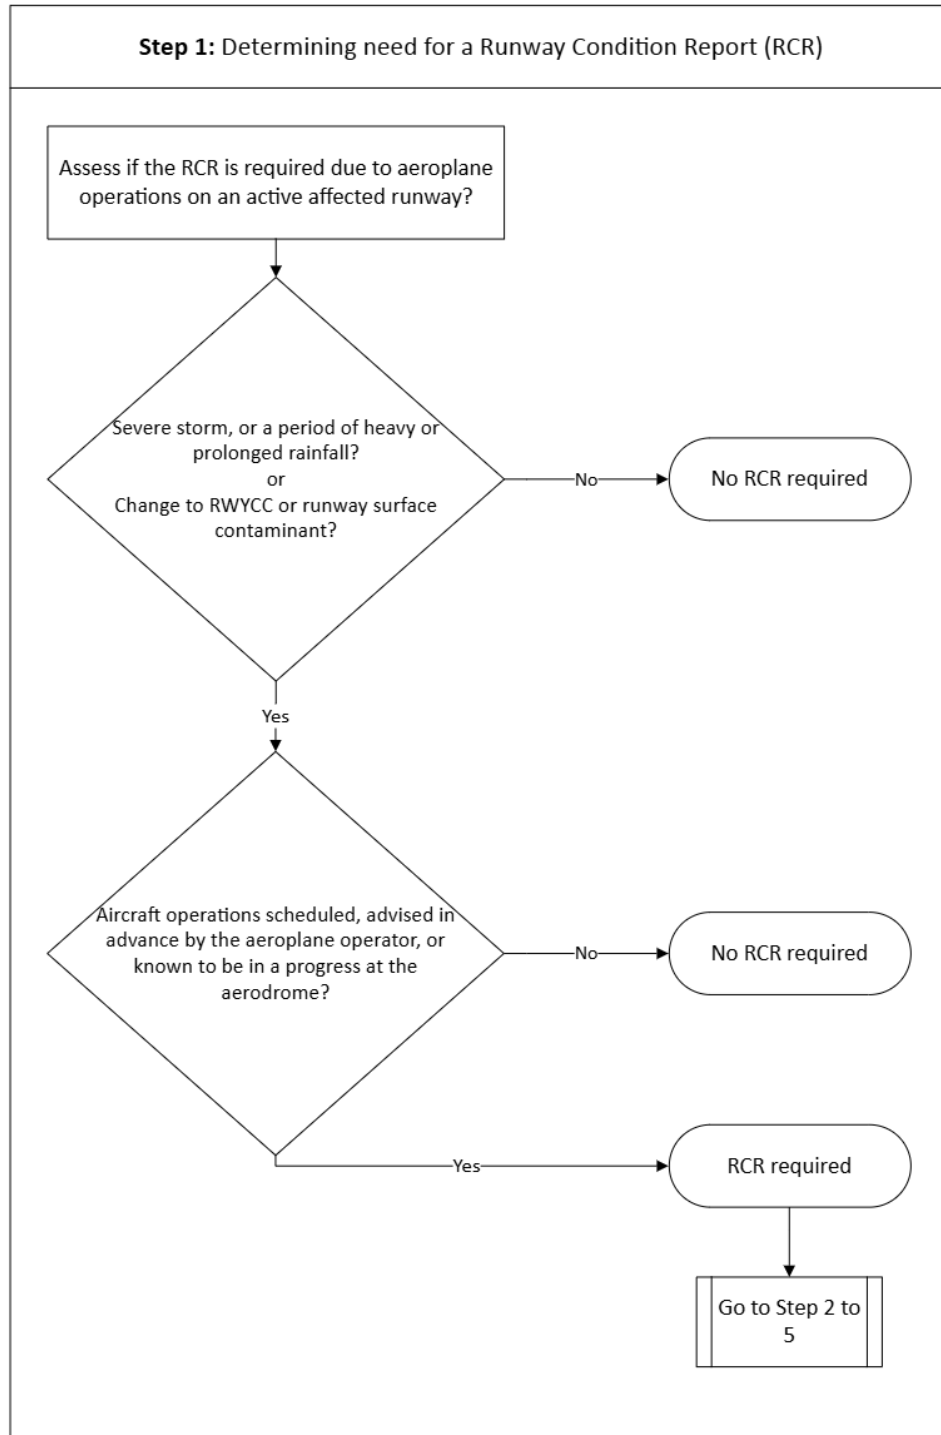 Step 1: Determining need for a Runway Condition Report (RCR)
Assess if the RCR is required due to aeroplane
operations on an active affected runway?
Severe storm, or a period of heavy or
prolonged rainfall?
or
Change to RWYCC or runway surface
contaminant?
No
No RCR required
Yes
Aircraft operations scheduled, advised in
advance by the aeroplane operator, or
known to be in a progress at the
aerodrome?
No
No RCR required
Yes
RCR required
Go to Step 2 to
5